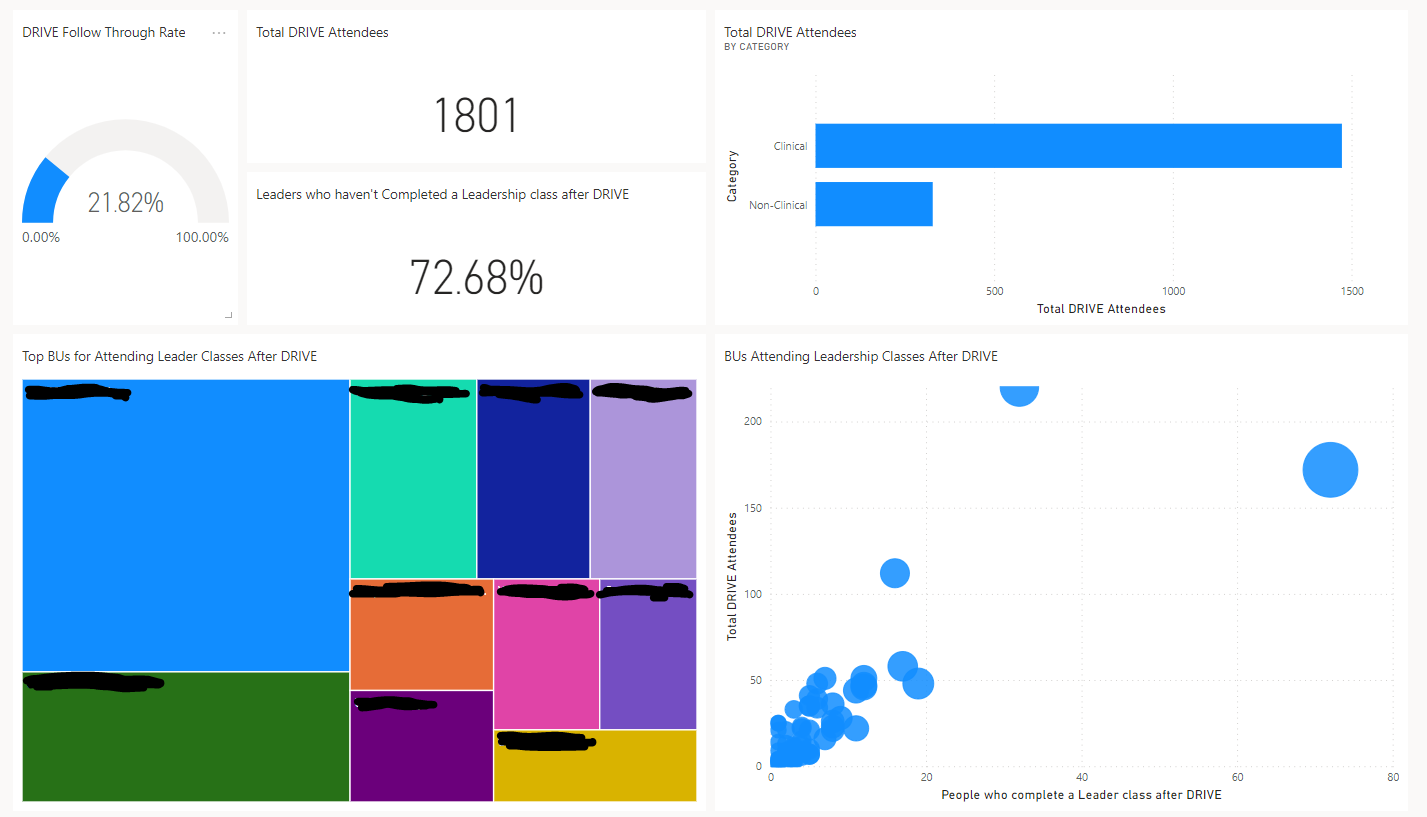 DRIVE Follow Through Rate
...
21.82%
0.00%
100.00%
Total DRIVE Attendees
1801
Leaders who haven't Completed a Leadership class after DRIVE
72.68%
Total DRIVE Attendees
BY CATEGORY
Category
Clinical
Non-Clinical
0
500
1000
1500
Total DRIVE Attendees
Top BUs for Attending Leader Classes After DRIVE
BUs Attending Leadership Classes After DRIVE
Total DRIVE Attendees
200
150
100
50
0
0
20
40
60
80
People who complete a Leader class after DRIVE